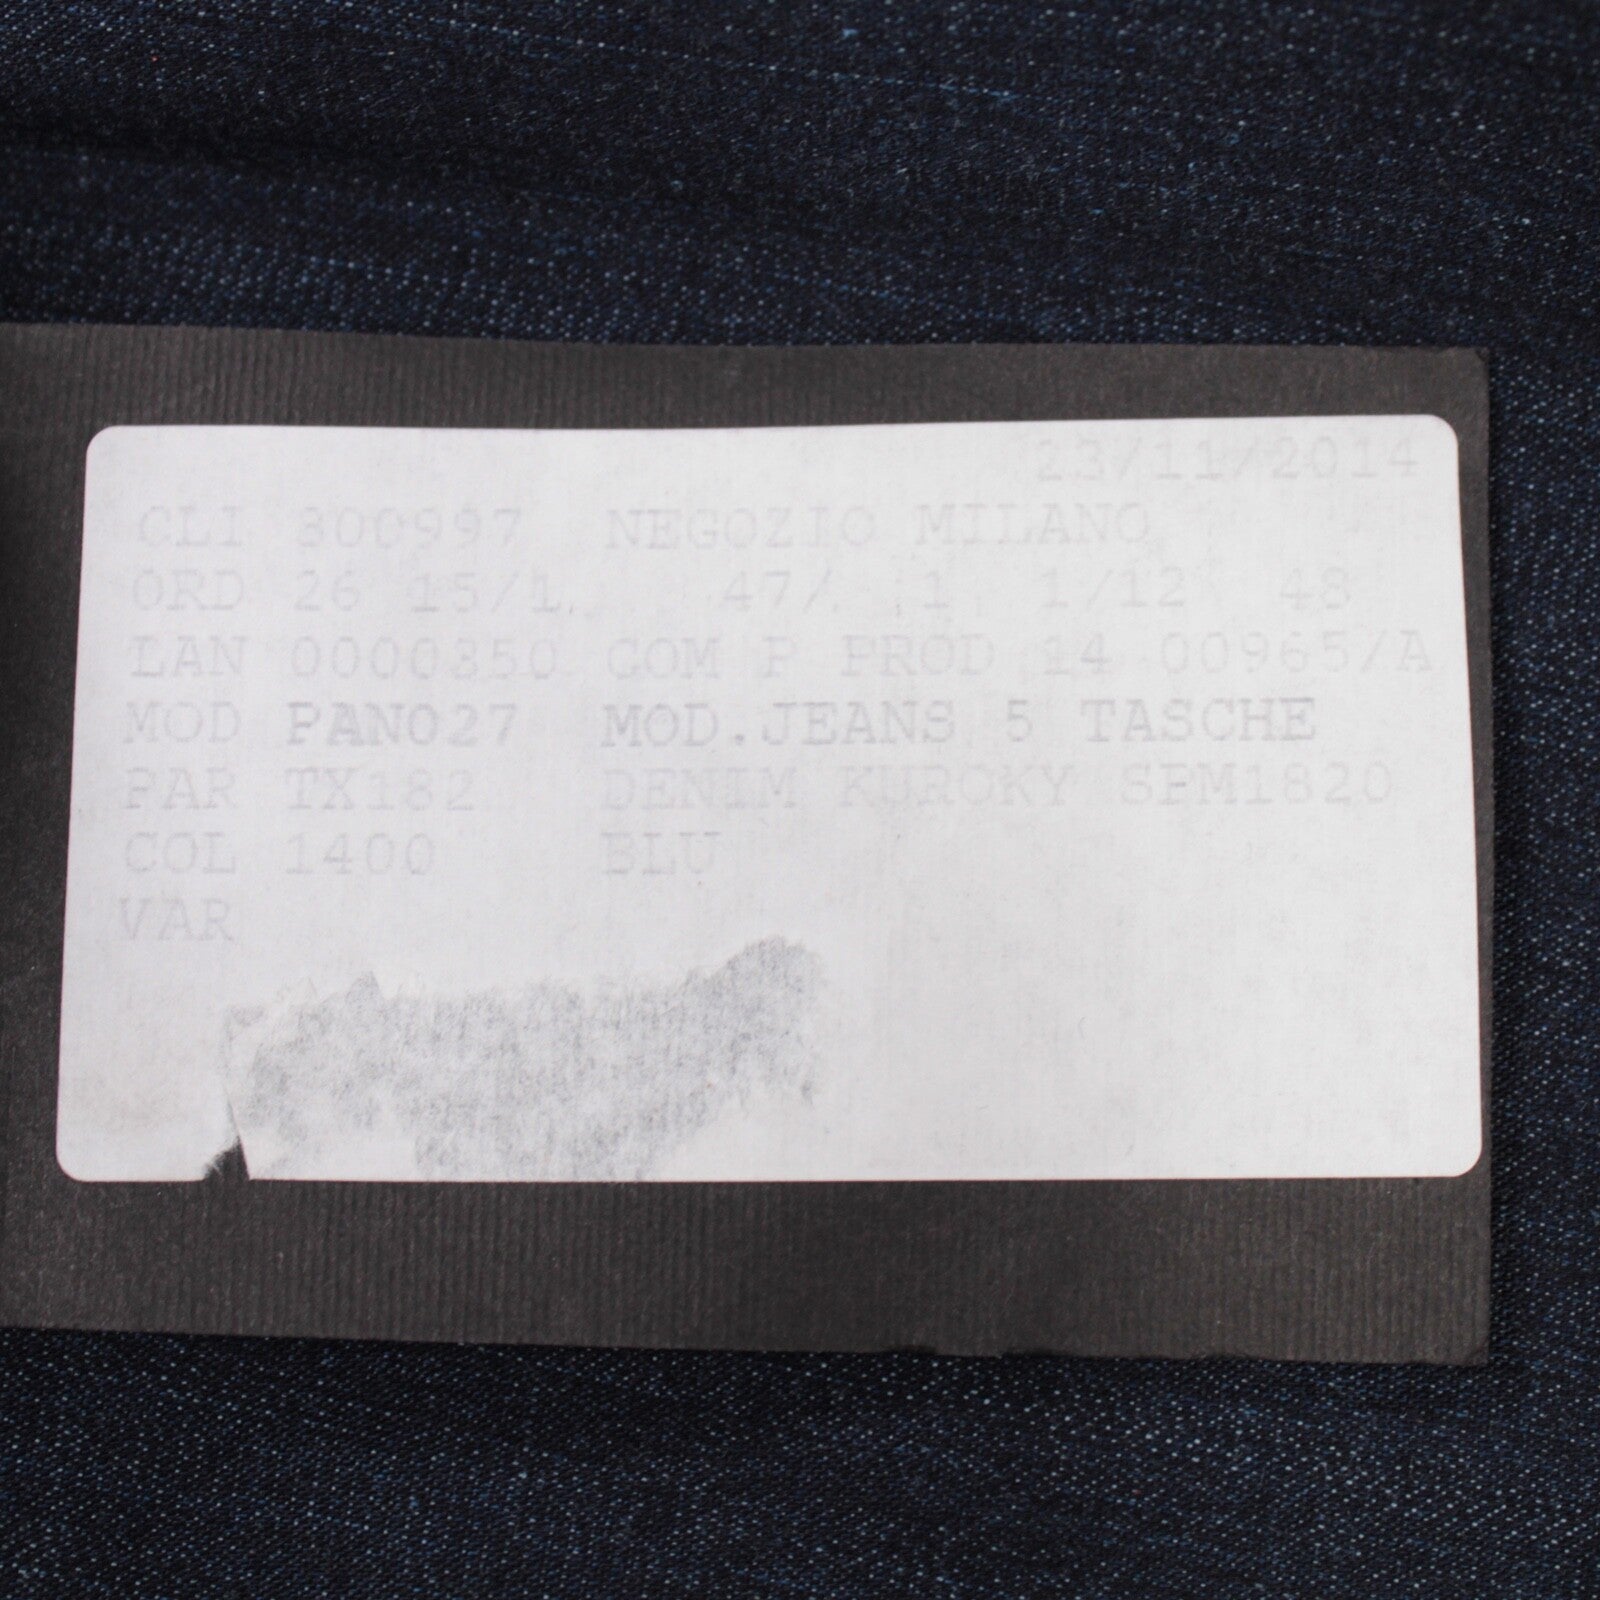 23/11/2014
CLI 300997 NEGOZIO MILANO
ORD 26 15/1 47/ 1 1/12 48
LAN 0000350 COM P PROD 14 00965/A
MOD PAN027 MOD.JEANS 5 TASCHE
PAR TX182 DENIM KUROKY SPM1820
COL 1400 BLU
VAR